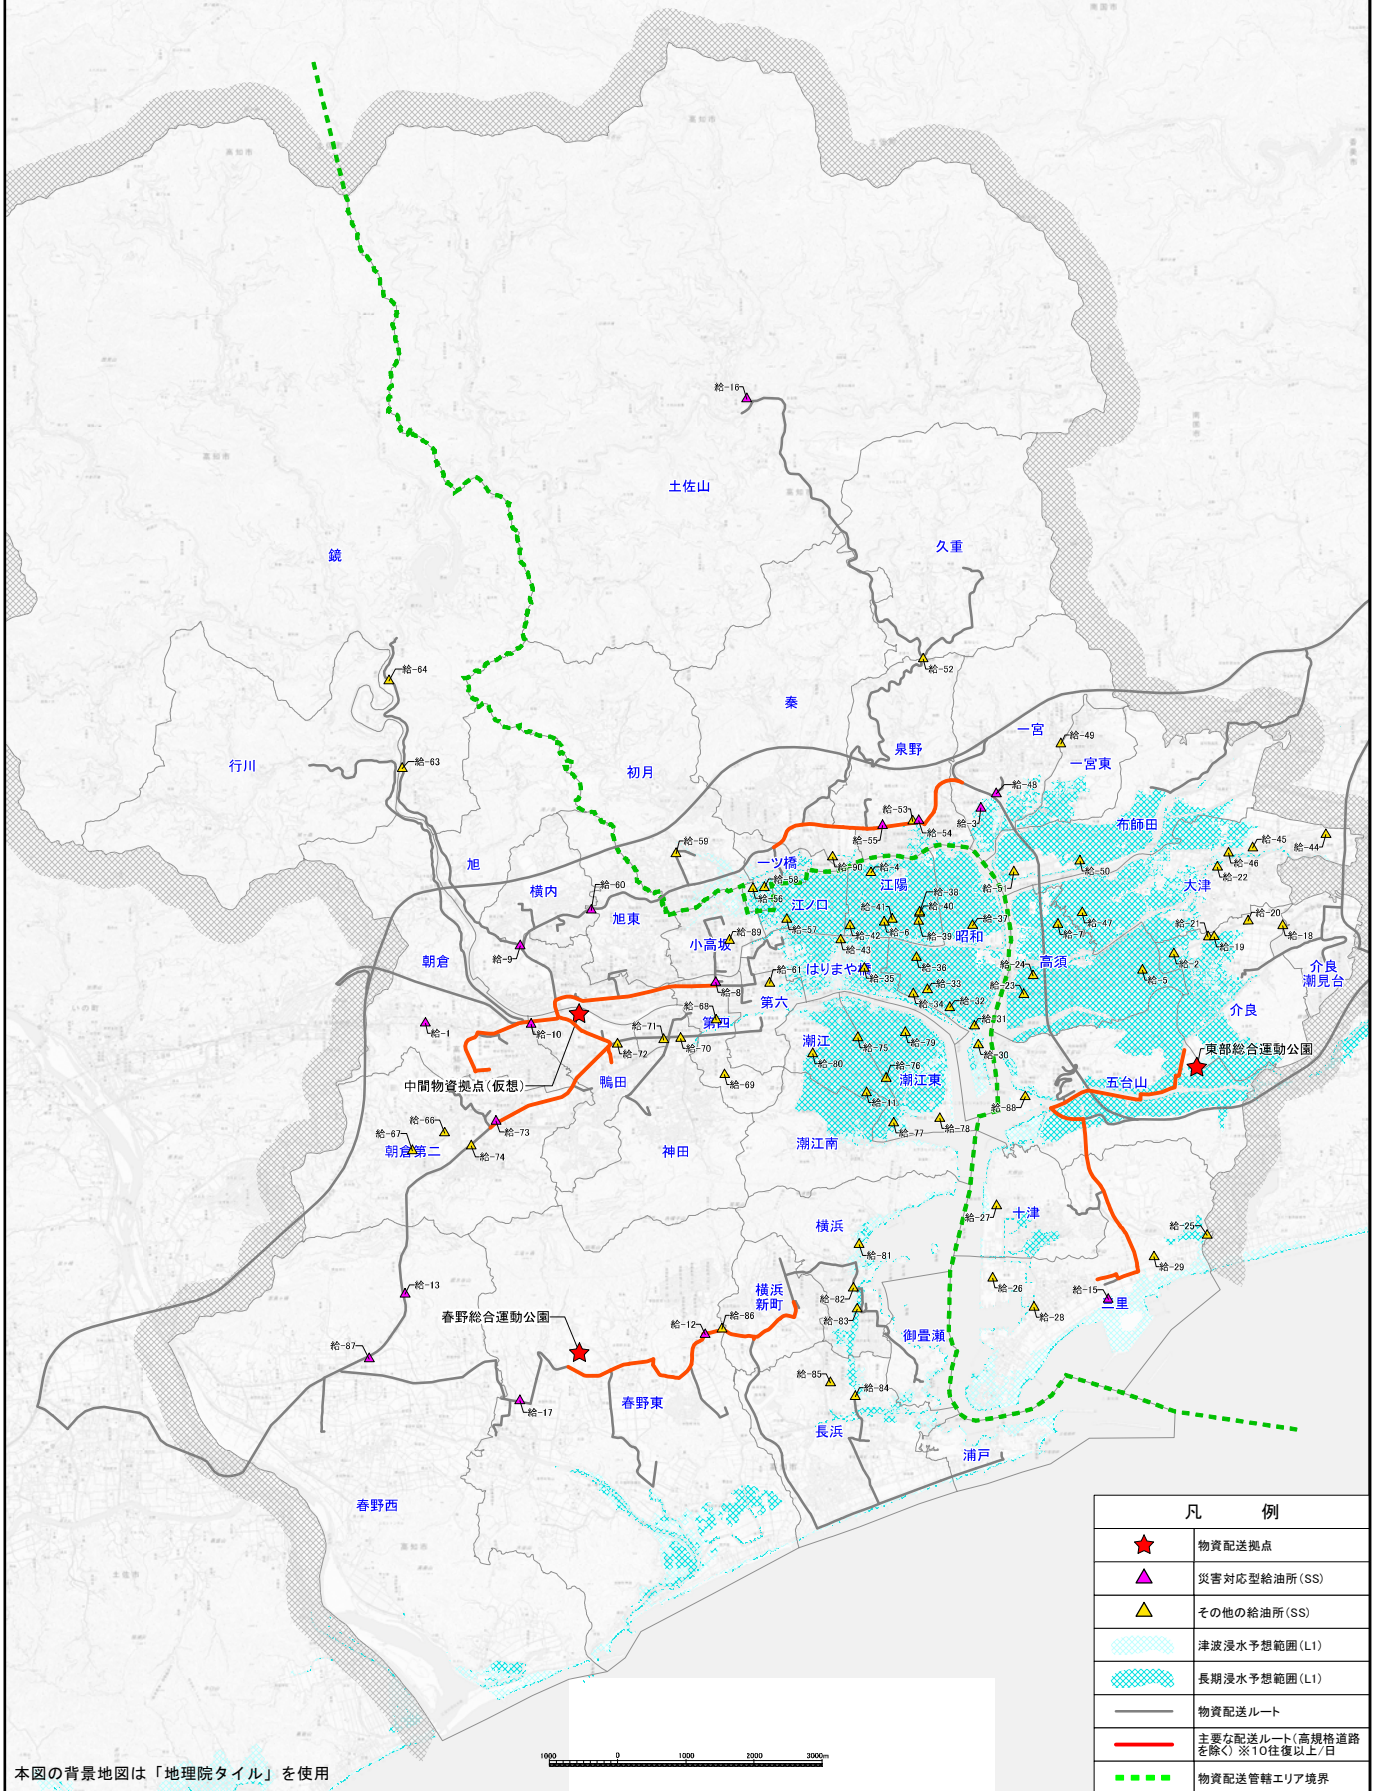 給-16
土佐山
久重
鏡
給-52
給-64
秦
泉野
一宮
給-49
一宮東
行川
給-63
初月
給-48
給-3
給-53
給-54
給-55
布師田
給-45
給-44
給-46
給-22
給-59
旭
横内
給-60
旭東
一ツ橋
給-58
給-56
給-90
給-4
江陽
給-51
給-50
大津
江ノ口
給-57
給-38
給-40
給-41
給-6
給-39
給-37
昭和
給-42
給-43
給-47
給-7
給-20
給-21
給-19
給-18
給-9
小高坂
給-89
朝倉
はりまや橋
給-36
給-35
給-24
高須
給-23
給-2
給-5
介良
潮見台
給-61
給-8
第六
給-33
給-34
給-32
給-31
給-30
介良
給-1
給-10
給-68
第四
給-71
給-70
給-72
給-69
潮江
給-80
給-75
給-79
給-76
潮江東
給-11
給-77
給-78
給-88
五台山
東部総合運動公園
中間物資拠点(仮想)
鴨田
給-73
給-66
給-67
朝倉第二
給-74
神田
潮江南
横浜
給-27
十津
給-25
給-29
給-81
給-26
給-28
給-15
三里
給-13
横浜
新町
給-82
給-83
御畳瀬
春野総合運動公園
給-12
給-86
給-87
給-17
春野東
給-85
給-84
長浜
浦戸
春野西
凡 例
物資配送拠点
災害対応型給油所(SS)
その他の給油所(SS)
津波浸水予想範囲(L1)
長期浸水予想範囲(L1)
物資配送ルート
主要な配送ルート(高規格道路
を除く) ※10往復以上/日
物資配送管轄エリア境界
1000 0 1000 2000 3000m
本図の背景地図は「地理院タイル」を使用